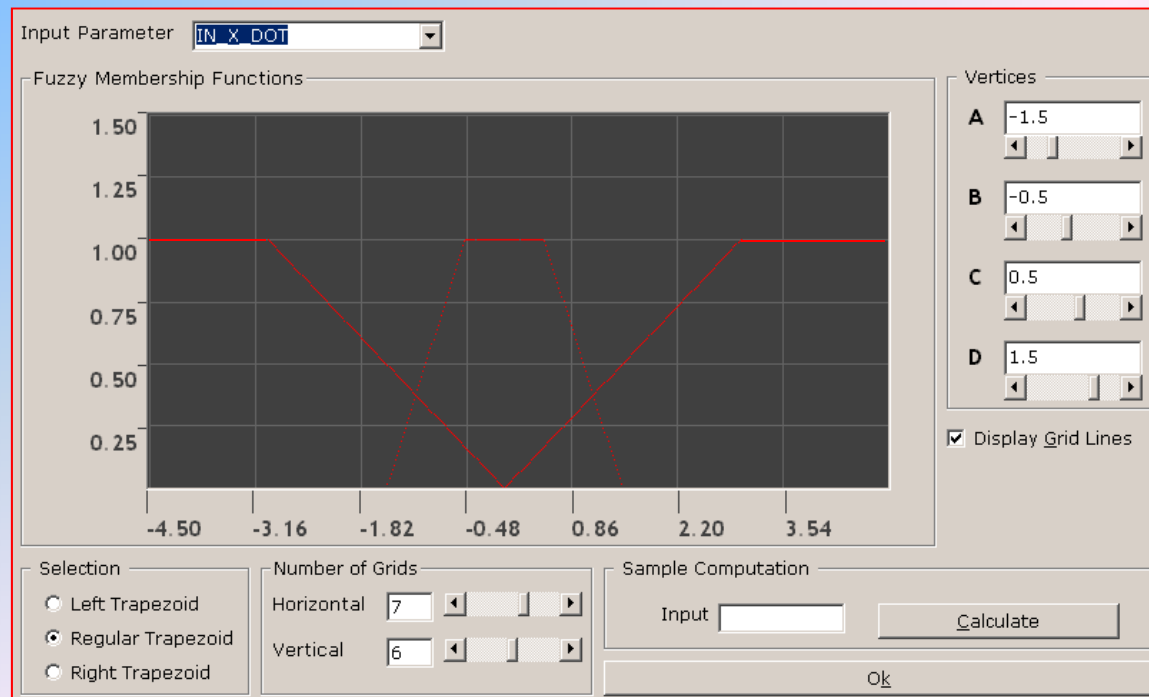 Input Parameter IN_X_DOT
Fuzzy Membership Functions
1.50
1.25
1.00
0.75
0.50
0.25
-4.50 -3.16 -1.82 -0.48 0.86 2.20 3.54
Vertices
A -1.5
B -0.5
C 0.5
D 1.5
Display Grid Lines
Selection
Left Trapezoid
Regular Trapezoid
Right Trapezoid
Number of Grids
Horizontal 7
Vertical 6
Sample Computation
Input Calculate
Ok